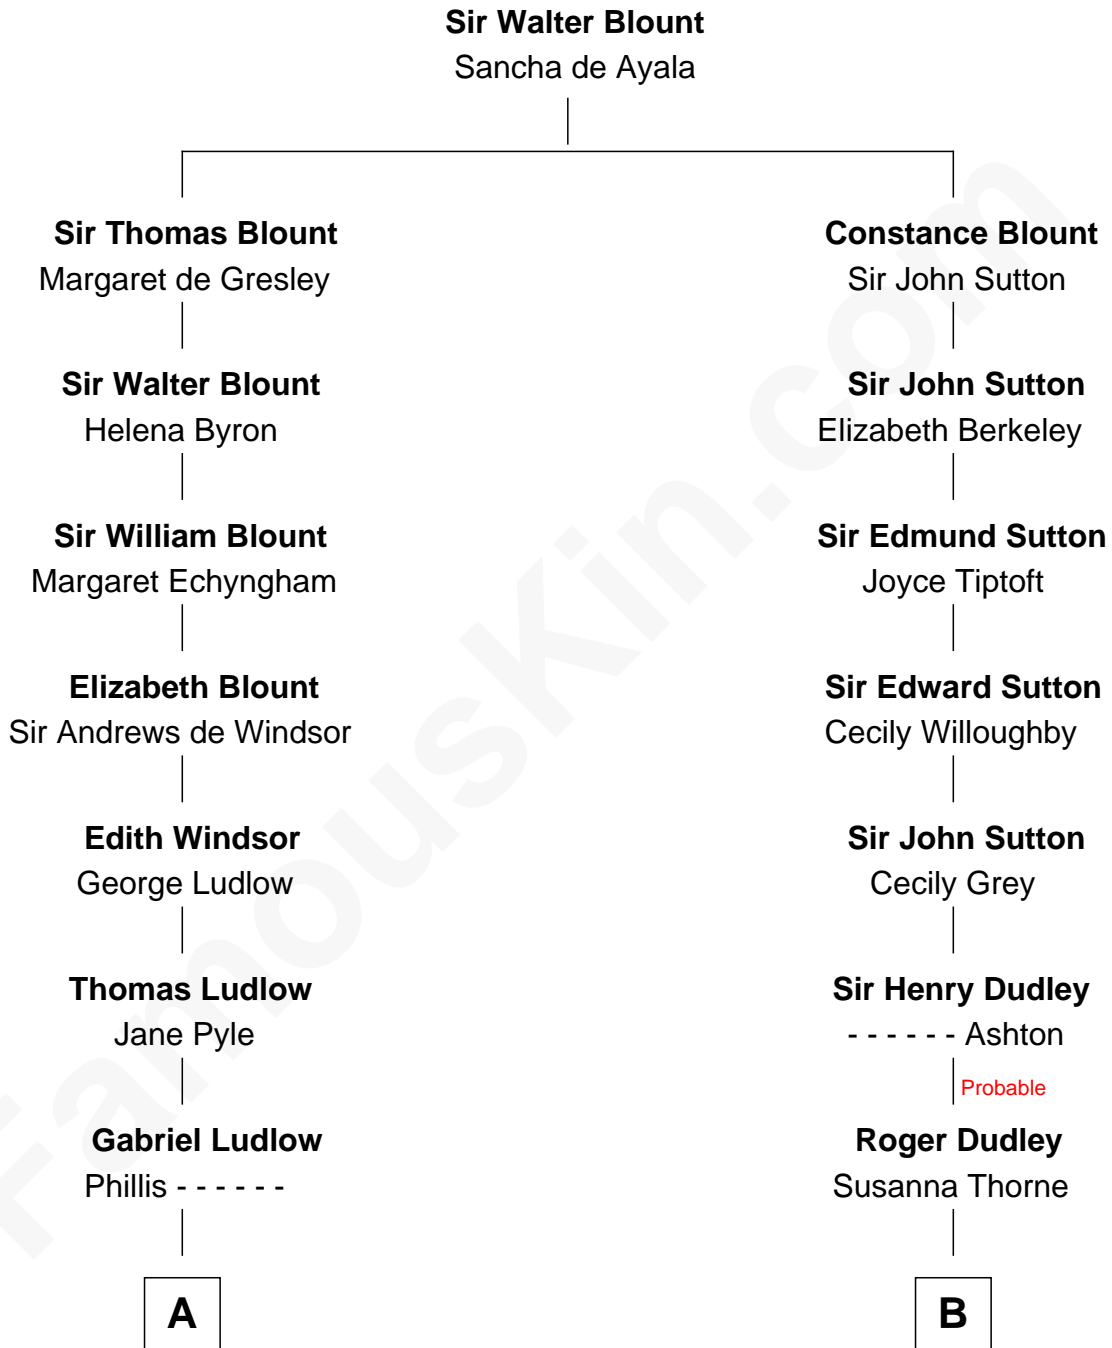 Sir Walter Blount
Sancha de Ayala
Sir Thomas Blount
Margaret de Gresley
Sir Walter Blount
Helena Byron
Sir William Blount
Margaret Echyngham
Elizabeth Blount
Sir Andrews de Windsor
Edith Windsor
George Ludlow
Thomas Ludlow
Jane Pyle
Gabriel Ludlow
Phillis - - - - - -
A
Constance Blount
Sir John Sutton
Sir John Sutton
Elizabeth Berkeley
Sir Edmund Sutton
Joyce Tiptoft
Sir Edward Sutton
Cecily Willoughby
Sir John Sutton
Cecily Grey
Sir Henry Dudley
- - - - - - Ashton
Probable
Roger Dudley
Susanna Thorne
B
FamousKin.com